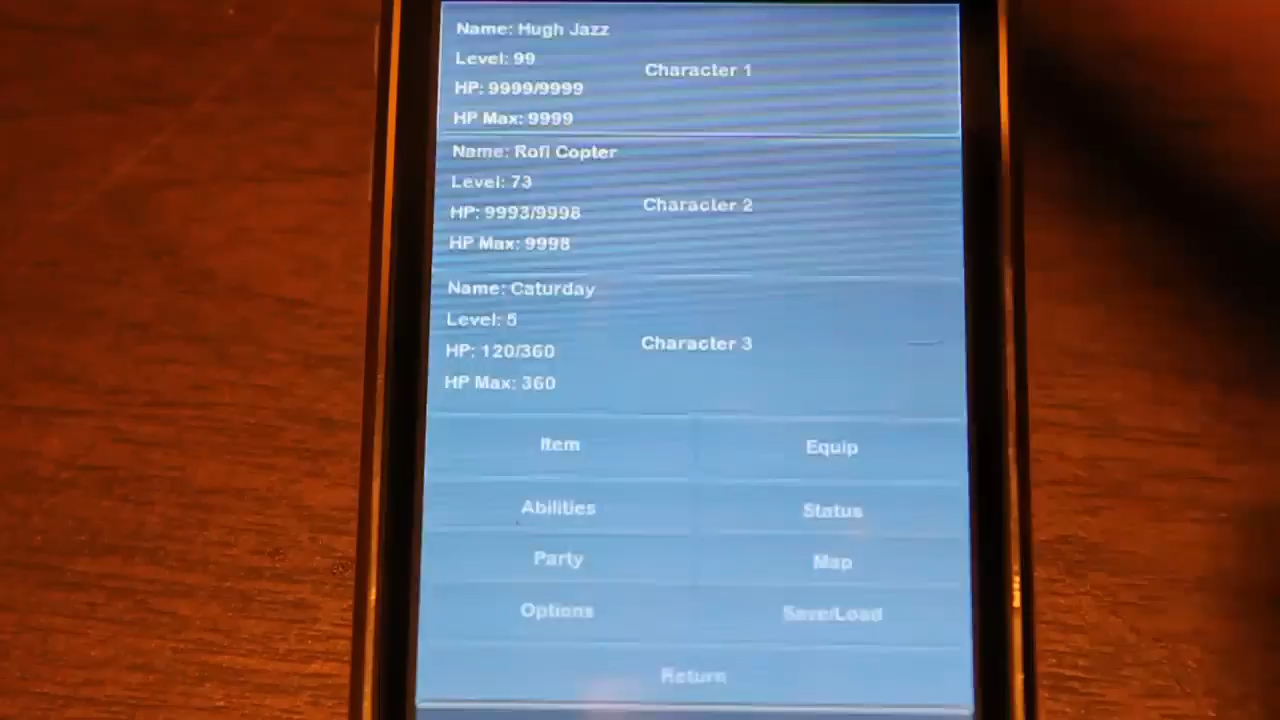 Name: Hugh Jazz
Level: 99
Character 1
HP: 9999/9999
HP Max: 9999
Name: Rofl Copter
Level: 73
Character 2
HP: 9993/9998
HP Max: 9998
Name: Caturday
Level: 5
Character 3
HP: 120/360
HP Max: 360
Item
Equip
Abilities
Status
Party
Map
Options
Save/Load
Return